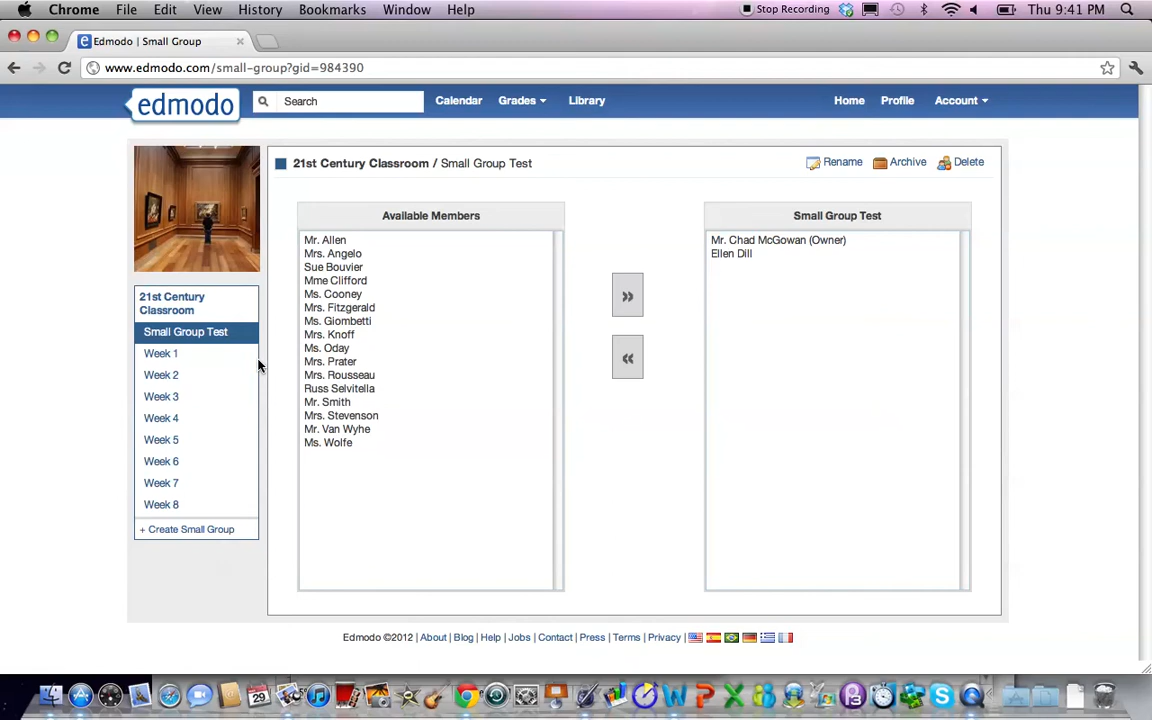 Chrome File Edit View History Bookmarks Window Help Stop Recording Thu 9:41 PM
Edmodo | Small Group
www.edmodo.com/small-group?gid=984390
edmodo Search Calendar Grades Library Home Profile Account
21st Century Classroom / Small Group Test Rename Archive Delete
Available Members
Mr. Allen
Mrs. Angelo
Sue Bouvier
Mme Clifford
Ms. Cooney
Mrs. Fitzgerald
Ms. Giombetti
Mrs. Knoff
Ms. Oday
Mrs. Prater
Mrs. Rousseau
Russ Selvitella
Mr. Smith
Mrs. Stevenson
Mr. Van Wyhe
Ms. Wolfe
»
«
Small Group Test
Mr. Chad McGowan (Owner)
Ellen Dill
21st Century
Classroom
Small Group Test
Week 1
Week 2
Week 3
Week 4
Week 5
Week 6
Week 7
Week 8
+ Create Small Group
Edmodo ©2012 | About | Blog | Help | Jobs | Contact | Press | Terms | Privacy |
29